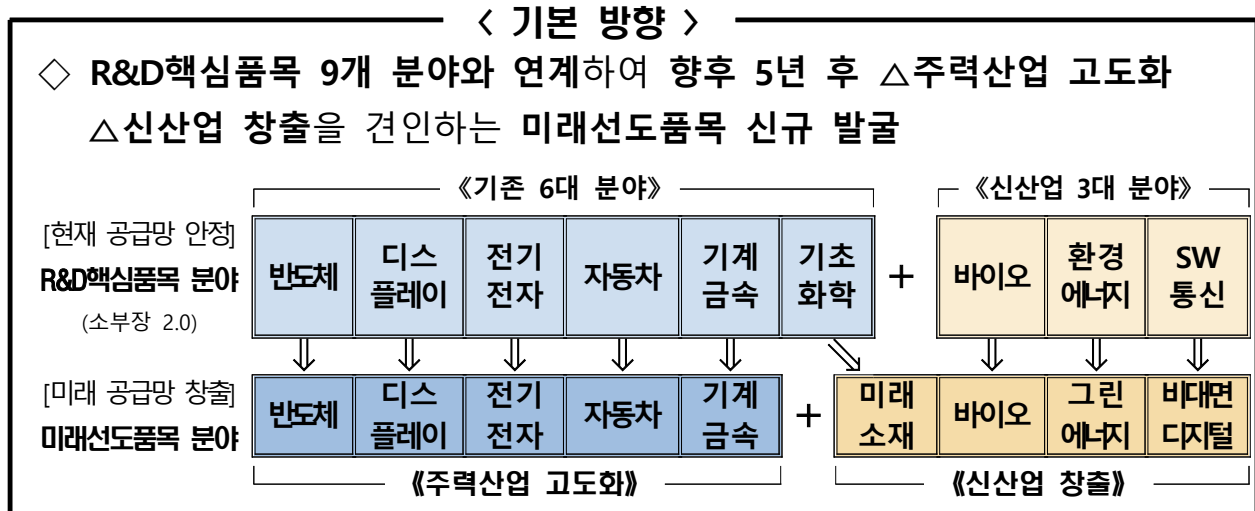 < 기본 방향 >
◇ R&D핵심품목 9개 분야와 연계하여 향후 5년 후 △주력산업 고도화
△신산업 창출을 견인하는 미래선도품목 신규 발굴
《기존 6대 분야》 《신산업 3대 분야》
[현재 공급망 안정]
R&D핵심품목 분야
(소부장 2.0)
반도체 디스플레이 전기전자 자동차 기계금속 기초화학 + 바이오 환경에너지 SW통신
[미래 공급망 창출]
미래선도품목 분야
반도체 디스플레이 전기전자 자동차 기계금속 + 미래소재 바이오 그린에너지 비대면디지털
《주력산업 고도화》 《신산업 창출》